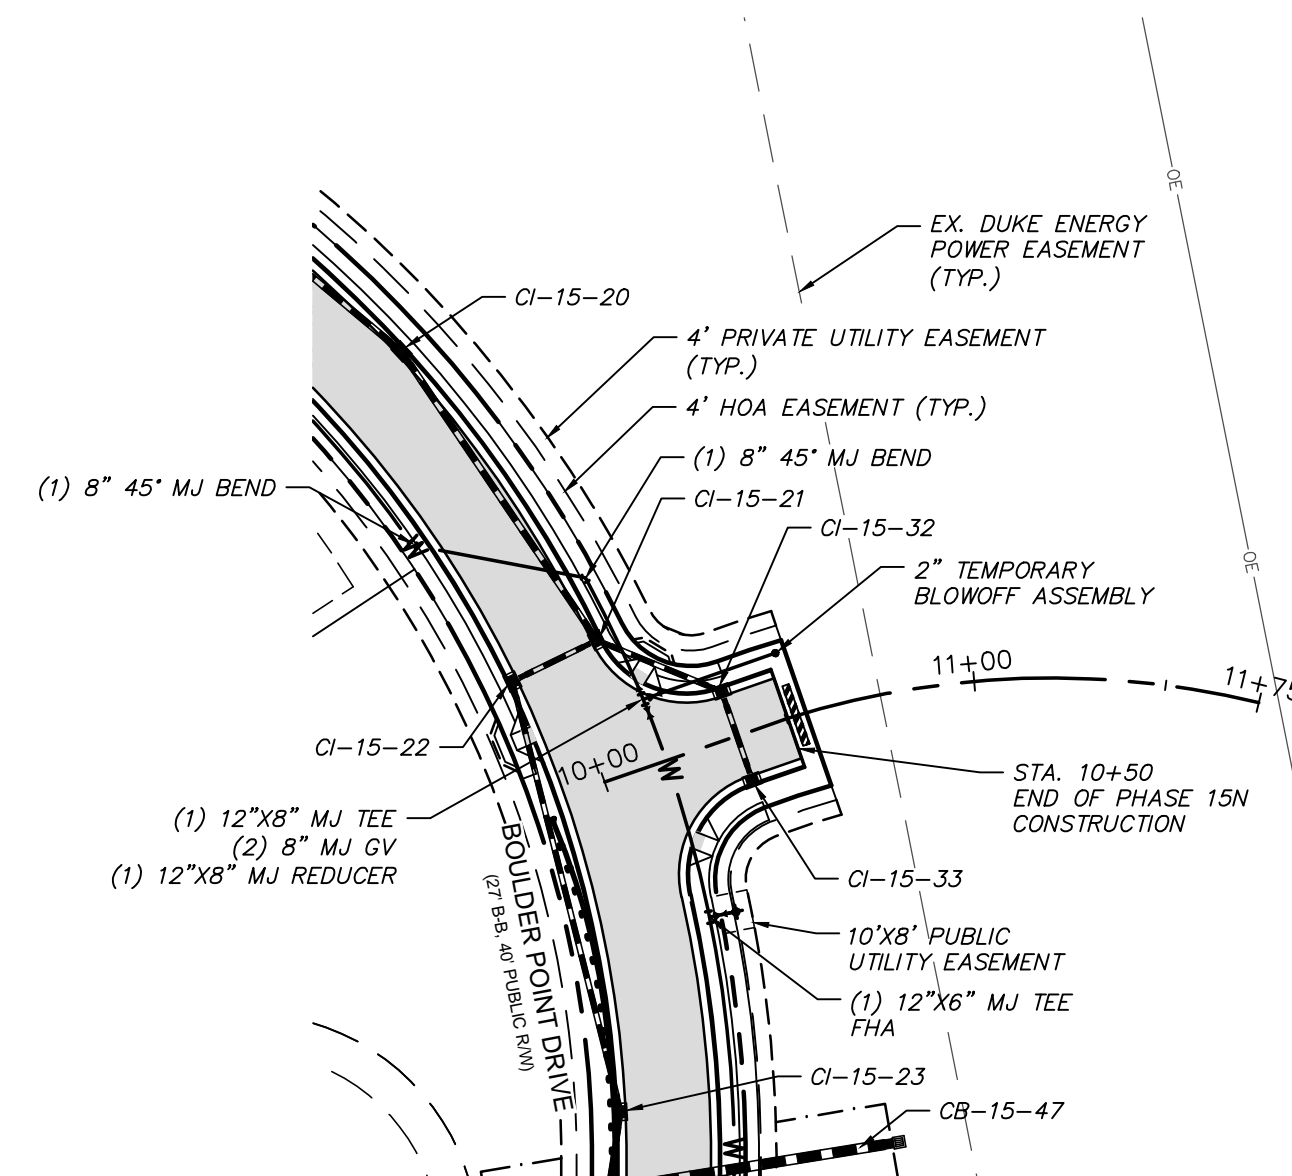 OE
EX. DUKE ENERGY
POWER EASEMENT
(TYP.)
CI-15-20
4' PRIVATE UTILITY EASEMENT
(TYP.)
4' HOA EASEMENT (TYP.)
(1) 8" 45° MJ BEND
(1) 8" 45° MJ BEND
CI-15-21
CI-15-32
OE
2" TEMPORARY
BLOWOFF ASSEMBLY
W
11+00
11+75
CI-15-22
10+00
W
STA. 10+50
END OF PHASE 15N
CONSTRUCTION
(1) 12"X8" MJ TEE
(2) 8" MJ GV
(1) 12"X8" MJ REDUCER
BOULDER POINT DRIVE
(27' B-B, 40' PUBLIC R/W)
CI-15-33
10'X8' PUBLIC
UTILITY EASEMENT
(1) 12"X6" MJ TEE
FHA
CI-15-23
CB-15-47
W